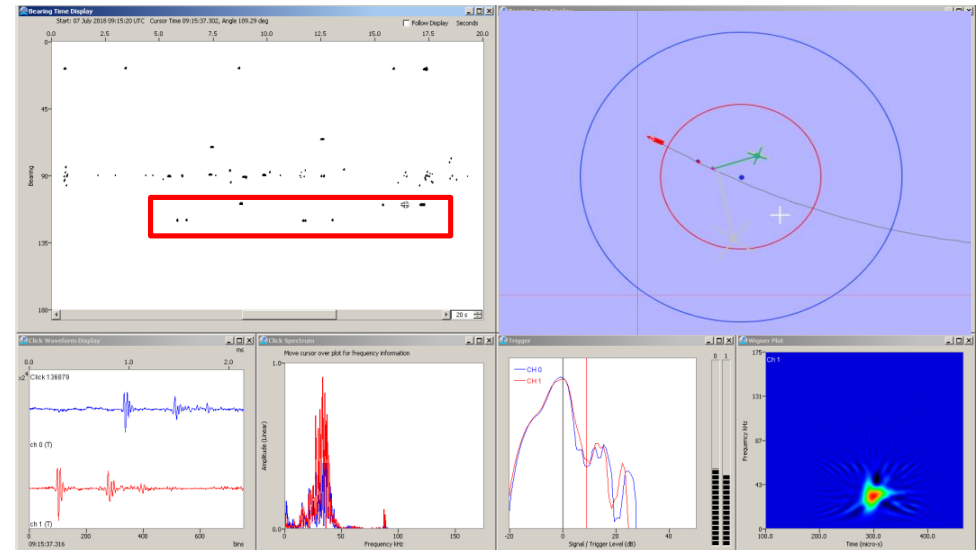 Bearing Time Display
Start: 07 July 2018 09:15:20 UTC Cursor Time 09:15:37.302, Angle 109.29 deg
Follow Display Seconds
0.0 2.5 5.0 7.5 10.0 12.5 15.0 17.5 20.0
0
45
90
135
180
Bearing
20 s
Click Waveform Display
ms
0.0 1.0 2.0
Click 136879
ch 0 (T)
ch 1 (T)
0 200 400 600 bins
09:15:37.316
Click Spectrum
Move cursor over plot for frequency information
1.0
Amplitude (Linear)
0.0
0 50 100 150
Frequency kHz
Trigger
0 1
CH 0
CH 1
-20 0 20 40
Signal / Trigger Level (dB)
Wigner Plot
Ch 1
175
131
87
43
0
Frequency kHz
100.0 200.0 300.0 400.0
Time (micro-s)